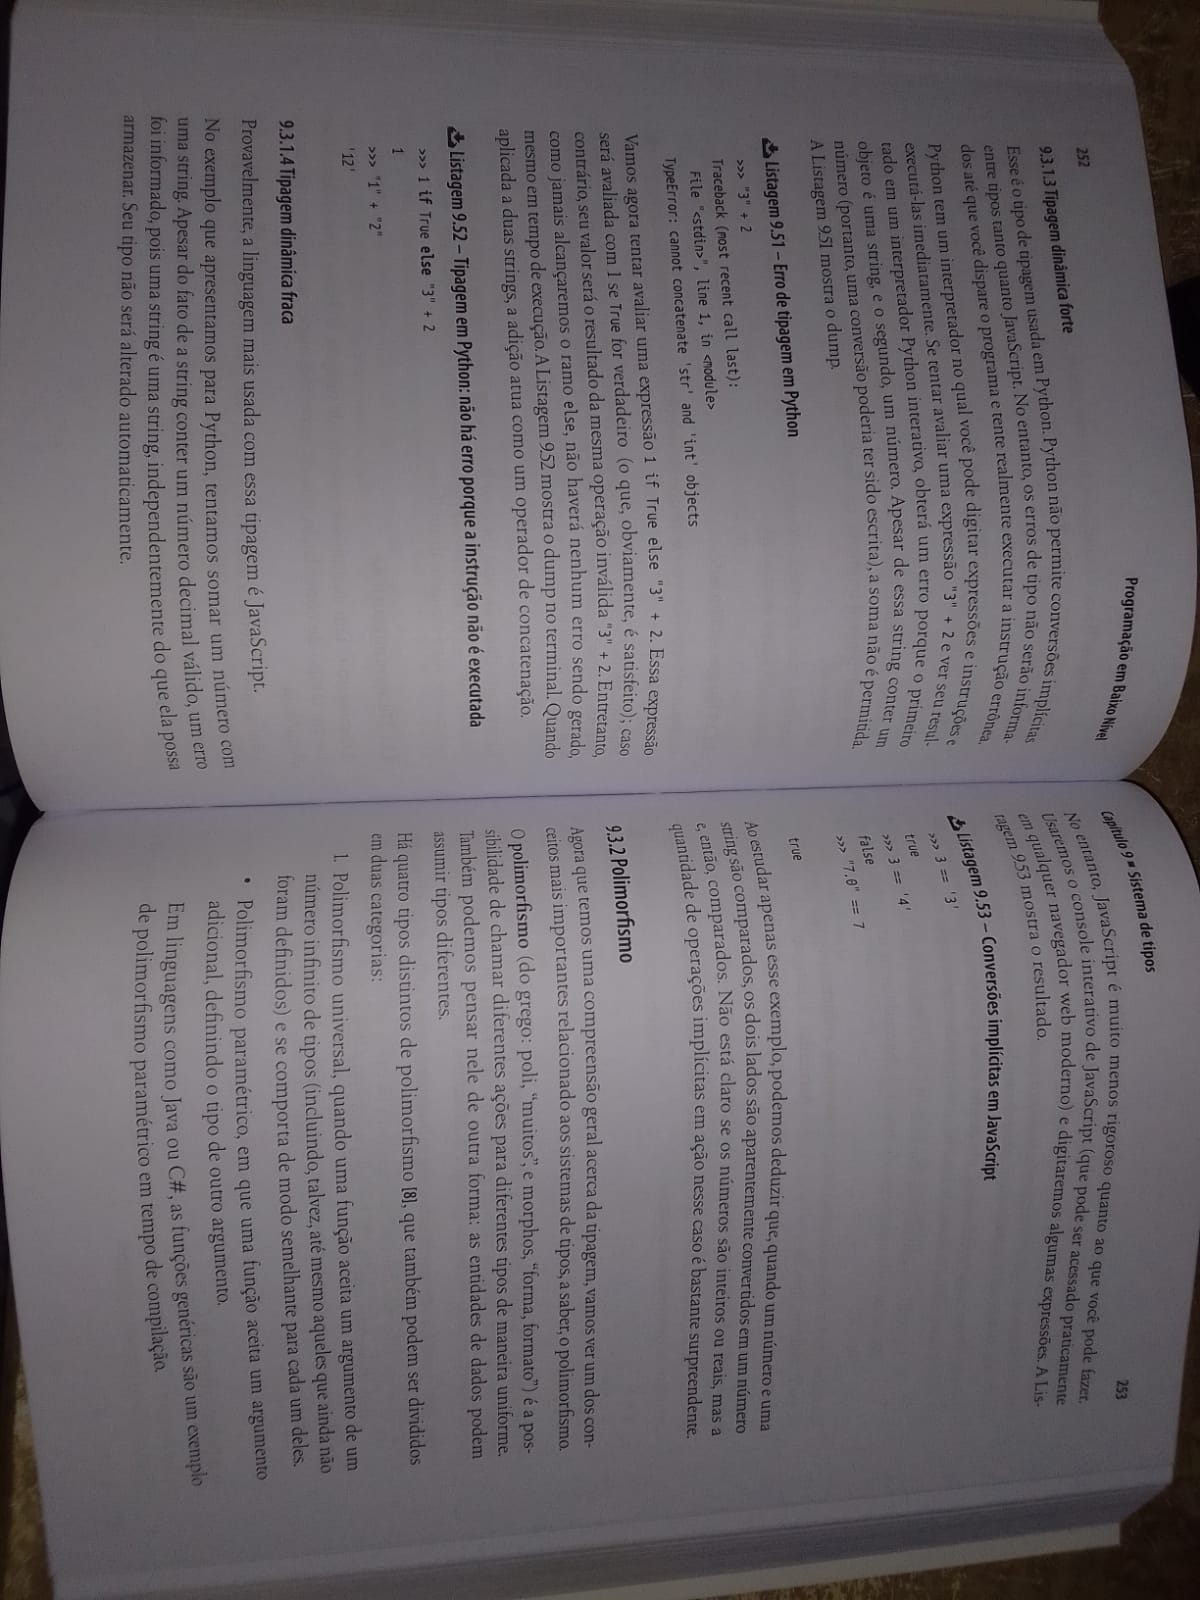 252
Programação em Baixo Nível
9.3.1.3 Tipagem dinâmica forte
Esse é o tipo de tipagem usada em Python. Python não permite conversões implícitas
entre tipos tanto quanto JavaScript. No entanto, os erros de tipo não serão informa-
dos até que você dispare o programa e tente realmente executar a instrução errônea.
Python tem um interpretador no qual você pode digitar expressões e instruções e
executá-las imediatamente. Se tentar avaliar uma expressão "3" + 2 e ver seu resul-
tado em um interpretador Python interativo, obterá um erro porque o primeiro
objeto é uma string, e o segundo, um número. Apesar de essa string conter um
número (portanto, uma conversão poderia ter sido escrita), a soma não é permitida.
A Listagem 9.51 mostra o dump.
Listagem 9.51 – Erro de tipagem em Python
>>> "3" + 2
Traceback (most recent call last):
File "<stdin>", line 1, in <module>
TypeError: cannot concatenate 'str' and 'int' objects
Vamos agora tentar avaliar uma expressão 1 if True else "3" + 2. Essa expressão
será avaliada com 1 se True for verdadeiro (o que, obviamente, é satisfeito); caso
contrário, seu valor será o resultado da mesma operação inválida "3" + 2. Entretanto,
como jamais alcançaremos o ramo else, não haverá nenhum erro sendo gerado,
mesmo em tempo de execução. A Listagem 9.52 mostra o dump no terminal. Quando
aplicada a duas strings, a adição atua como um operador de concatenação.
Listagem 9.52 – Tipagem em Python: não há erro porque a instrução não é executada
>>> 1 if True else "3" + 2
1
>>> "1" + "2"
'12'
9.3.1.4 Tipagem dinâmica fraca
Provavelmente, a linguagem mais usada com essa tipagem é JavaScript.
No exemplo que apresentamos para Python, tentamos somar um número com
uma string. Apesar do fato de a string conter um número decimal válido, um erro
foi informado, pois uma string é uma string, independentemente do que ela possa
armazenar. Seu tipo não será alterado automaticamente.
Capítulo 9 ■ Sistema de tipos
253
No entanto, JavaScript é muito menos rigoroso quanto ao que você pode fazer.
Usaremos o console interativo de JavaScript (que pode ser acessado praticamente
em qualquer navegador web moderno) e digitaremos algumas expressões. A Lis-
tagem 9.53 mostra o resultado.
Listagem 9.53 – Conversões implícitas em JavaScript
>>> 3 == '3'
true
>>> 3 == '4'
false
>>> "7.0" == 7
true
Ao estudar apenas esse exemplo, podemos deduzir que, quando um número e uma
string são comparados, os dois lados são aparentemente convertidos em um número
e, então, comparados. Não está claro se os números são inteiros ou reais, mas a
quantidade de operações implícitas em ação nesse caso é bastante surpreendente.
9.3.2 Polimorfismo
Agora que temos uma compreensão geral acerca da tipagem, vamos ver um dos con-
ceitos mais importantes relacionado aos sistemas de tipos, a saber, o polimorfismo.
O polimorfismo (do grego: poli, “muitos”, e morphos, “forma, formato”) é a pos-
sibilidade de chamar diferentes ações para diferentes tipos de maneira uniforme.
Também podemos pensar nele de outra forma: as entidades de dados podem
assumir tipos diferentes.
Há quatro tipos distintos de polimorfismo [8], que também podem ser divididos
em duas categorias:
1. Polimorfismo universal, quando uma função aceita um argumento de um
número infinito de tipos (incluindo, talvez, até mesmo aqueles que ainda não
foram definidos) e se comporta de modo semelhante para cada um deles.
• Polimorfismo paramétrico, em que uma função aceita um argumento
adicional, definindo o tipo de outro argumento.
Em linguagens como Java ou C#, as funções genéricas são um exemplo
de polimorfismo paramétrico em tempo de compilação.